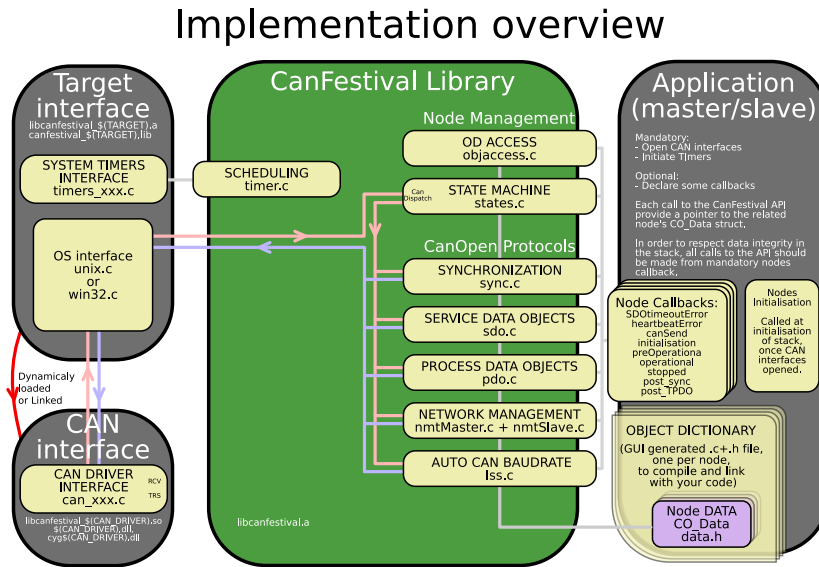 Implementation overview
Target
interface
libcanfestival_$(TARGET).a
canfestival_$(TARGET),lib
SYSTEM TIMERS
INTERFACE
timers_xxx.c
OS interface
unix.c
or
win32.c
Dynamicaly
loaded
or Linked
CAN
interface
CAN DRIVER
INTERFACE
can_xxx.c
RCV
TRS
libcanfestival_$(CAN_DRIVER).so
$(CAN_DRIVER),dll,
cyg$(CAN_DRIVER),dll
CanFestival Library
SCHEDULING
timer.c
Node Management
OD ACCESS
objaccess.c
Can
Dispatch
STATE MACHINE
states.c
CanOpen Protocols
SYNCHRONIZATION
sync.c
SERVICE DATA OBJECTS
sdo.c
PROCESS DATA OBJECTS
pdo.c
NETWORK MANAGEMENT
nmtMaster.c + nmtSlave.c
AUTO CAN BAUDRATE
lss.c
libcanfestival.a
Application
(master/slave)
Mandatory:
- Open CAN interfaces
- Initiate TImers
Optional:
- Declare some callbacks
Each call to the CanFestival API
provide a pointer to the related
node's CO_Data struct.
In order to respect data integrity in
the stack, all calls to the API should
be made from mandatory nodes
callback.
Node Callbacks:
SDOtimeoutError
heartbeatError
canSend
initialisation
preOperationa
operational
stopped
post_sync
post_TPDO
Nodes
Initialisation
Called at
initialisation
of stack,
once CAN
interfaces
opened.
OBJECT DICTIONARY
(GUI generated .c+.h file,
one per node,
to compile and link
with your code)
Node DATA
CO_Data
data.h